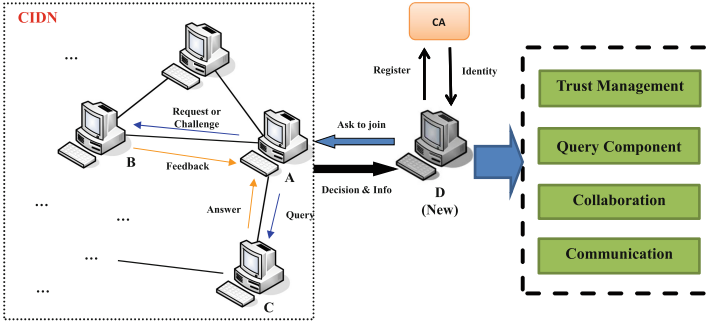 CIDN
CA
...
Register
Identity
Trust Management
Request or
Challenge
Ask to join
Query Component
B
Feedback
A
Decision & Info
D
(New)
Collaboration
...
...
Answer
Query
Communication
...
...
C